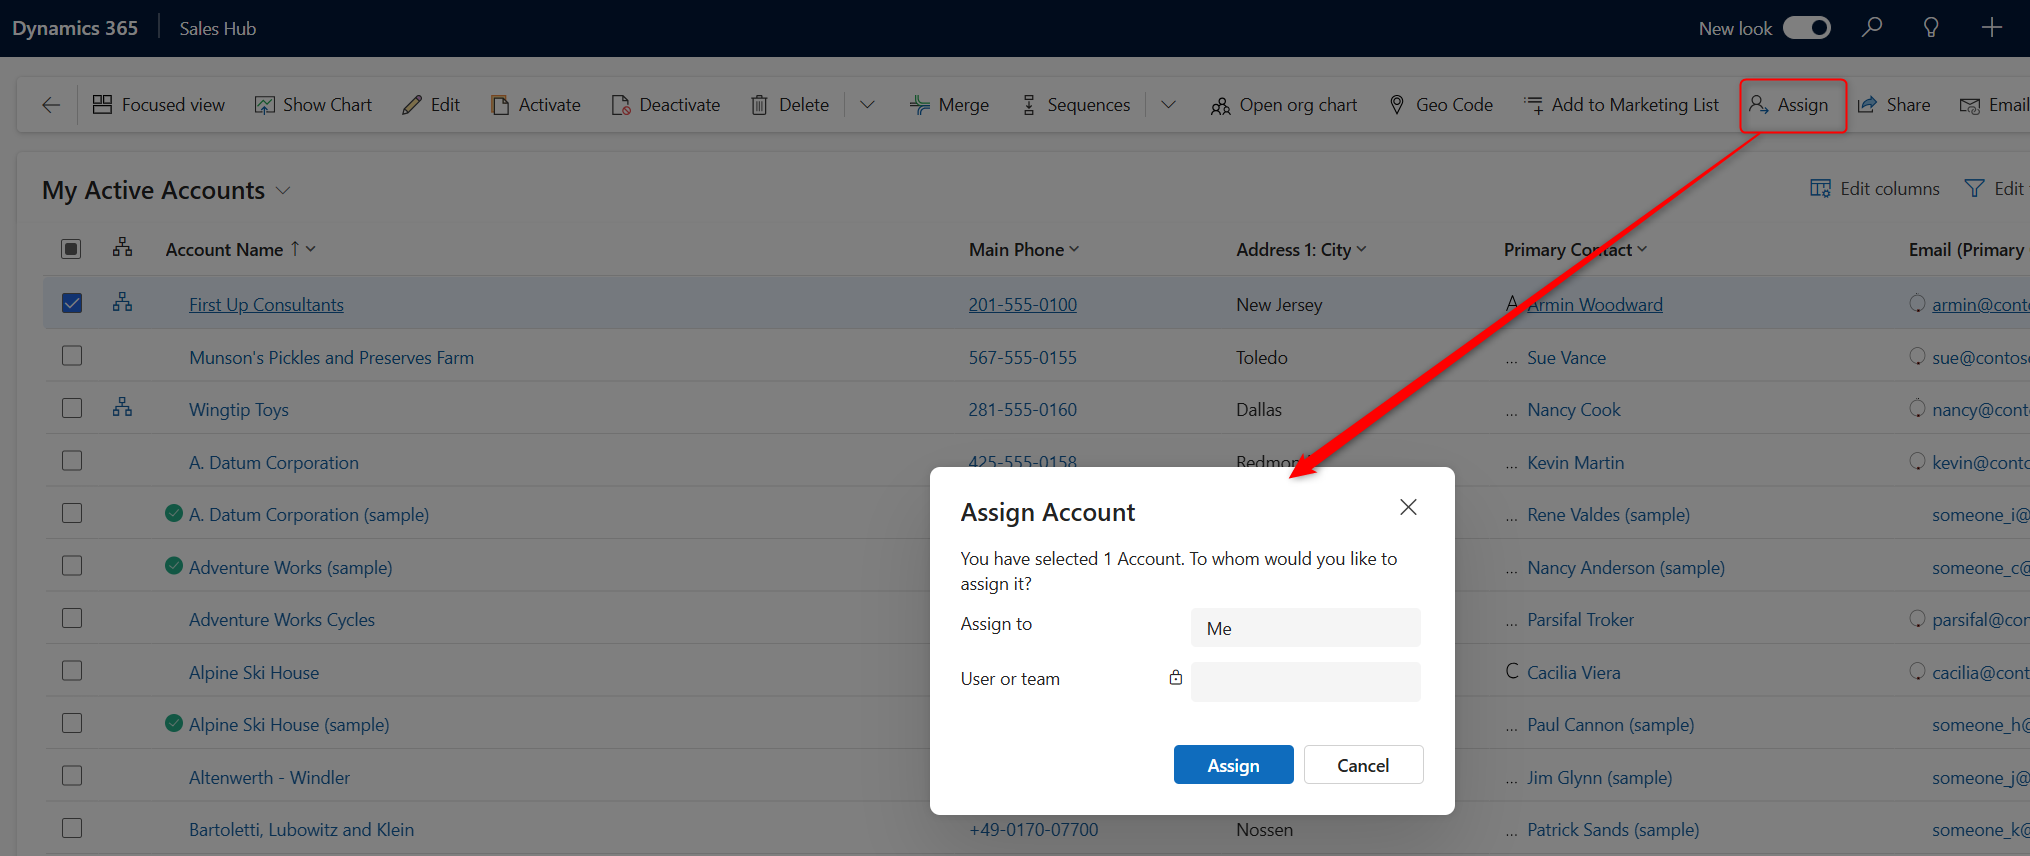 Dynamics 365 Sales Hub New look
Focused view Show Chart Edit Activate Deactivate Delete Merge Sequences Open org chart Geo Code Add to Marketing List Assign Share Email
My Active Accounts Edit columns Edit
Account Name ↑ Main Phone Address 1: City Primary Contact Email (Primary
First Up Consultants 201-555-0100 New Jersey A Armin Woodward armin@conto
Munson's Pickles and Preserves Farm 567-555-0155 Toledo ... Sue Vance sue@contoso
Wingtip Toys 281-555-0160 Dallas ... Nancy Cook nancy@cont
A. Datum Corporation 425-555-0158 Redmon ... Kevin Martin kevin@conto
A. Datum Corporation (sample) ... Rene Valdes (sample) someone_i@
Adventure Works (sample) ... Nancy Anderson (sample) someone_c@
Adventure Works Cycles ... Parsifal Troker parsifal@con
Alpine Ski House C Cacilia Viera cacilia@cont
Alpine Ski House (sample) ... Paul Cannon (sample) someone_h@
Altenwerth - Windler ... Jim Glynn (sample) someone_j@
Bartoletti, Lubowitz and Klein +49-0170-07700 Nossen ... Patrick Sands (sample) someone_k@
Assign Account
You have selected 1 Account. To whom would you like to
assign it?
Assign to Me
User or team
Assign Cancel